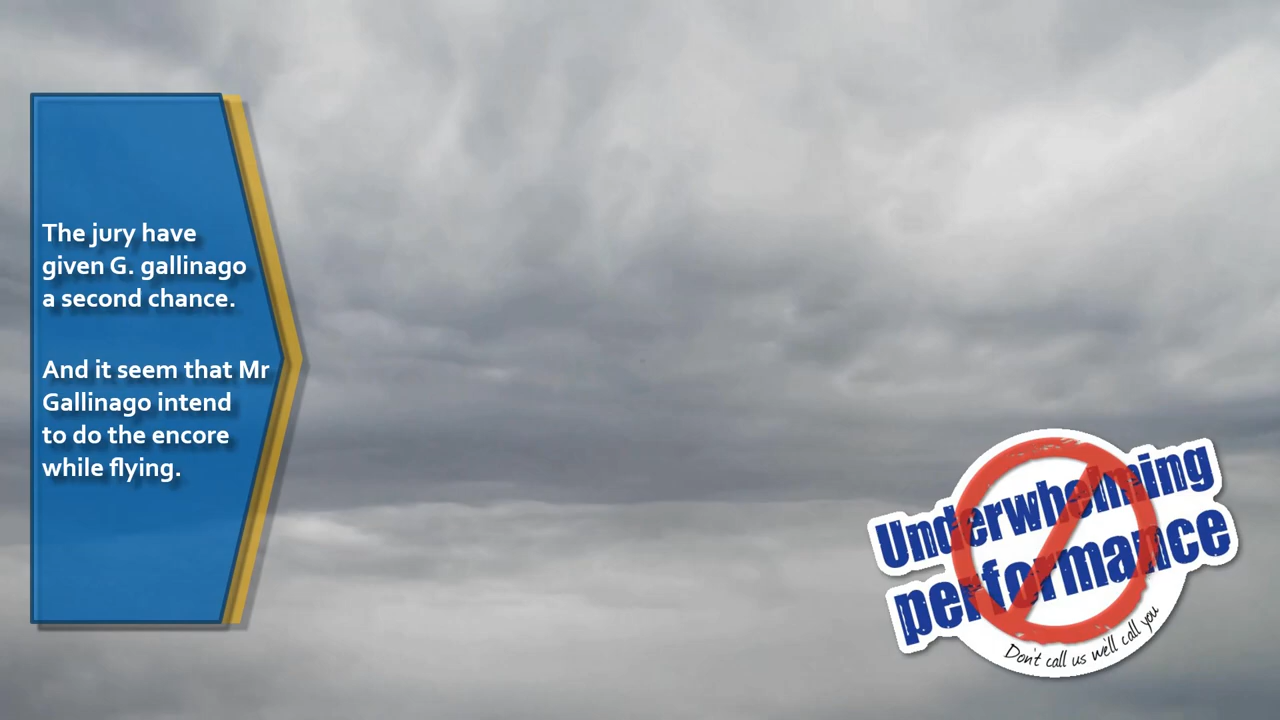 The jury have
given G. gallinago
a second chance.
And it seem that Mr
Gallinago intend
to do the encore
while flying.
Underwhelming
performance
Don't call us we'll call you